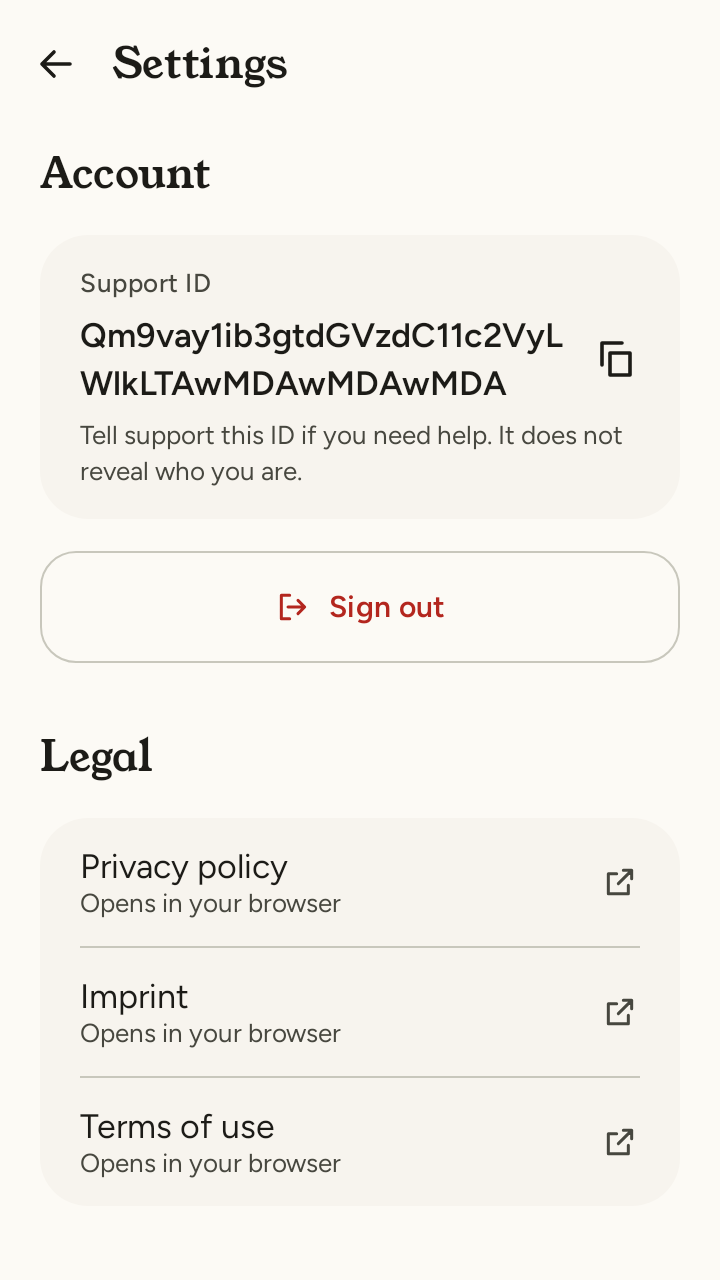 Settings
Account
Support ID
Qm9vay1ib3gtdGVzdC11c2VyL
WlkLTAwMDAwMDAwMDA
Tell support this ID if you need help. It does not
reveal who you are.
Sign out
Legal
Privacy policy
Opens in your browser
Imprint
Opens in your browser
Terms of use
Opens in your browser